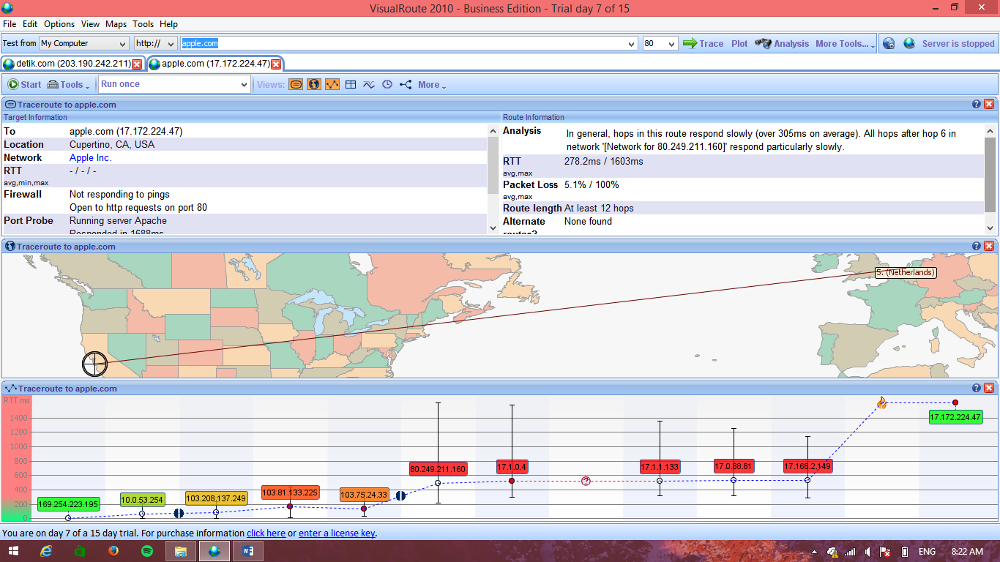 VisualRoute 2010 - Business Edition - Trial day 7 of 15
File Edit Options View Maps Tools Help
Test from My Computer http:// apple.com 80 Trace Plot Analysis More Tools... Server is stopped
detik.com (203.190.242.211) apple.com (17.172.224.47)
Start Tools Run once Views: More
Traceroute to apple.com
Target Information
To apple.com (17.172.224.47)
Location Cupertino, CA, USA
Network Apple Inc.
RTT - / - / -
avg,min,max
Firewall Not responding to pings
Open to http requests on port 80
Port Probe Running server Apache
Responded in 1688ms
Route Information
Analysis In general, hops in this route respond slowly (over 305ms on average). All hops after hop 6 in
network '[Network for 80.249.211.160]' respond particularly slowly.
RTT 278.2ms / 1603ms
avg,max
Packet Loss 5.1% / 100%
avg,max
Route length At least 12 hops
Alternate None found
routes?
Traceroute to apple.com
5. (Netherlands)
Traceroute to apple.com
RTT ms
1400
1200
1000
800
600
400
200
0
169.254.223.195
10.0.53.254
103.208.137.249
103.81.133.225
103.75.24.33
80.249.211.160
17.1.0.4
?
17.1.1.133
17.0.88.81
17.168.2.149
17.172.224.47
You are on day 7 of a 15 day trial. For purchase information click here or enter a license key.
ENG 8:22 AM